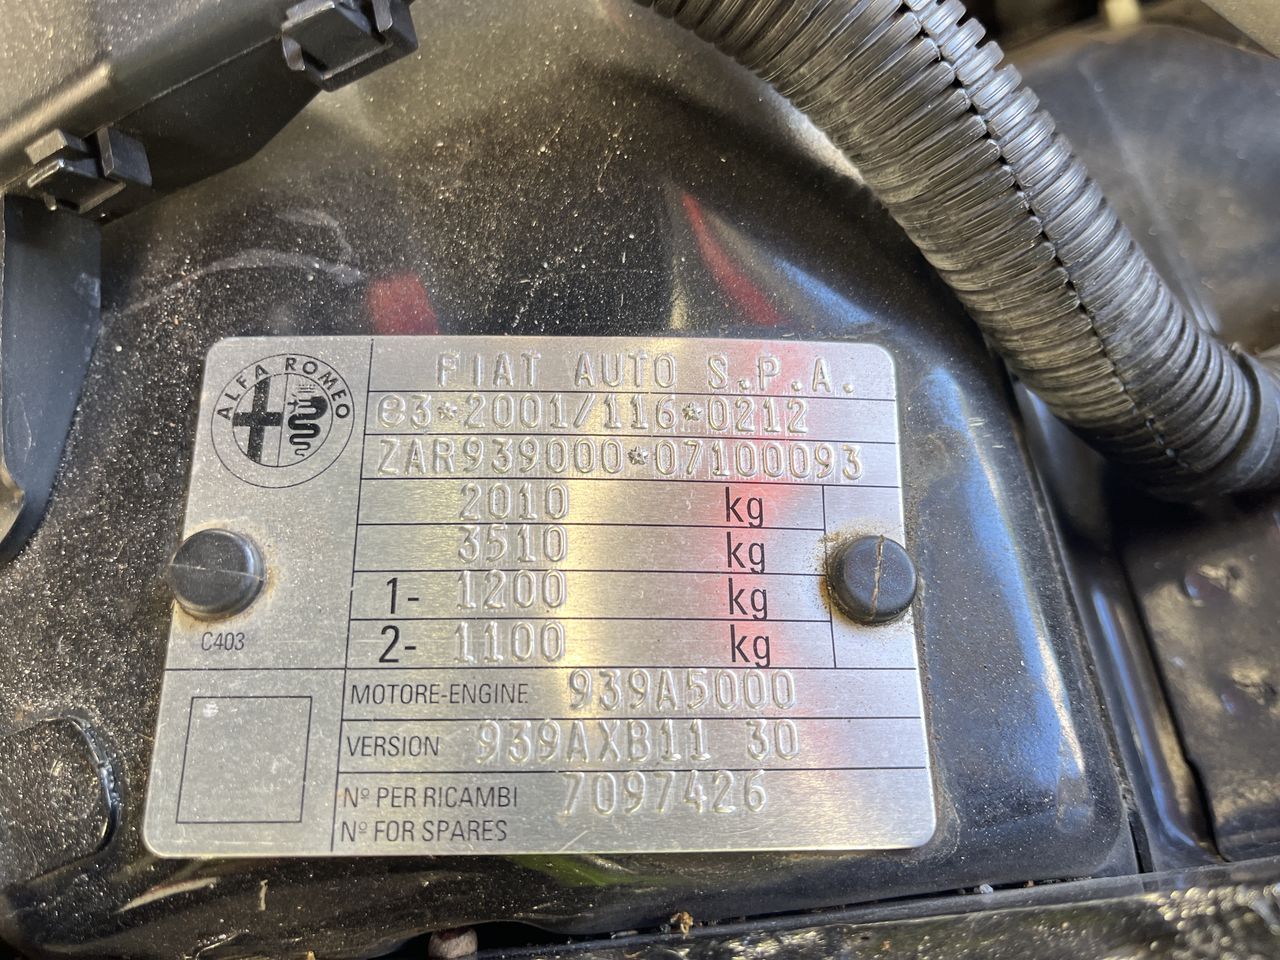 ALFA ROMEO
FIAT AUTO S.P.A.
e3*2001/116*0212
ZAR939000*07100093
2010 kg
3510 kg
1- 1200 kg
2- 1100 kg
C403
MOTORE-ENGINE 939A5000
VERSION 939AXB11 30
Nº PER RICAMBI 7097426
Nº FOR SPARES